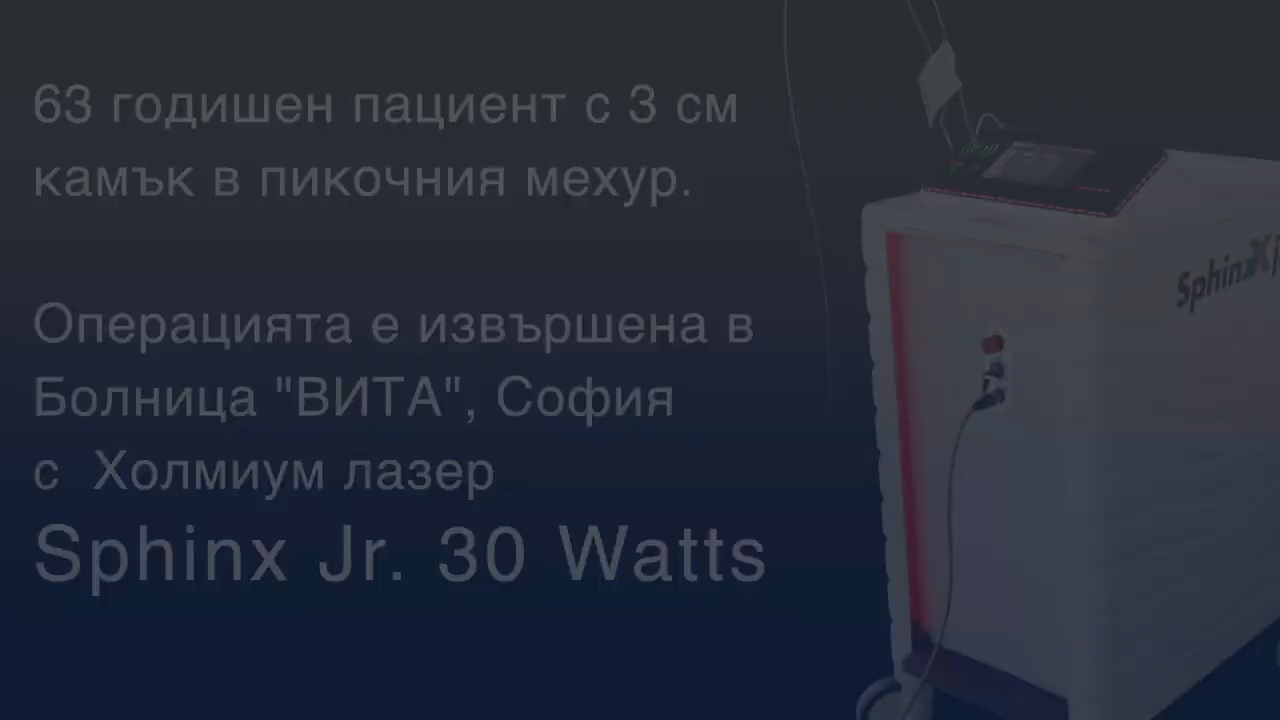 63 годишен пациент с 3 см
камък в пикочния мехур.
Операцията е извършена в
Болница "ВИТА", София
с Холмиум лазер
Sphinx Jr. 30 Watts
SphinX j